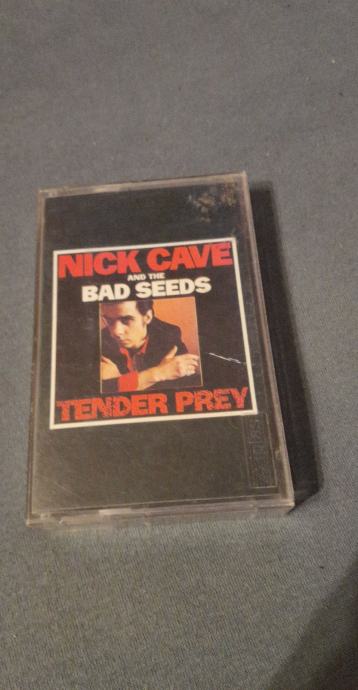 NICK CAVE
AND THE
BAD SEEDS
TENDER PREY